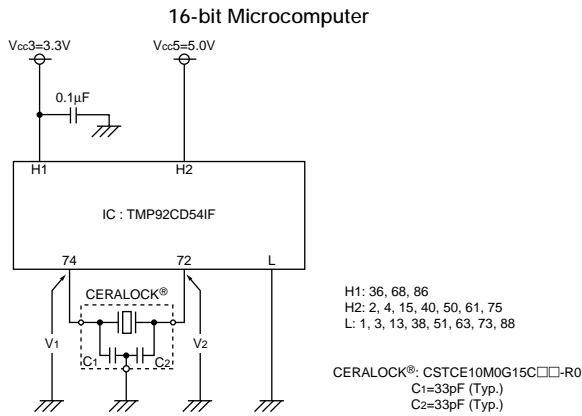 16-bit Microcomputer
Vcc3=3.3V Vcc5=5.0V
0.1μF
H1 H2
IC : TMP92CD54IF
74 72 L
CERALOCK®
V1 C1 C2 V2
H1: 36, 68, 86
H2: 2, 4, 15, 40, 50, 61, 75
L: 1, 3, 13, 38, 51, 63, 73, 88
CERALOCK®: CSTCE10M0G15C□□-R0
C1=33pF (Typ.)
C2=33pF (Typ.)